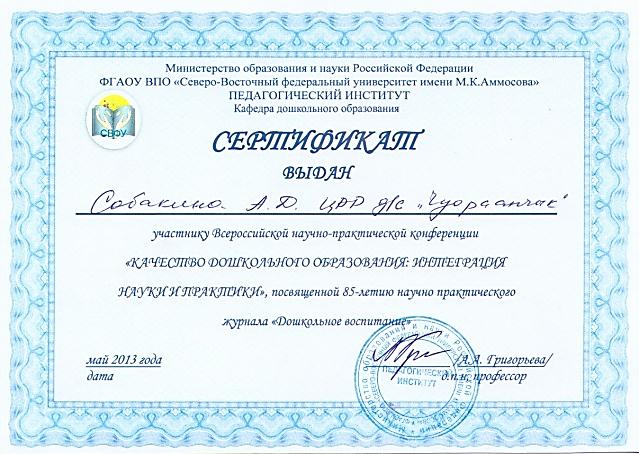 Министерство образования и науки Российской Федерации
ФГАОУ ВПО «Северо-Восточный федеральный университет имени М.К.Аммосова»
ПЕДАГОГИЧЕСКИЙ ИНСТИТУТ
Кафедра дошкольного образования
СВФУ
СЕРТИФИКАТ
ВЫДАН
Собакина А.Д. ЦРР д/с „Чуораанчык"
участнику Всероссийской научно-практической конференции
«КАЧЕСТВО ДОШКОЛЬНОГО ОБРАЗОВАНИЯ: ИНТЕГРАЦИЯ
НАУКИ И ПРАКТИКИ», посвященной 85-летию научно практического
журнала «Дошкольное воспитание»
май 2013 года
/А.А. Григорьева/
дата
д.п.н, профессор
ПЕДАГОГИЧЕСКИЙ
ИНСТИТУТ